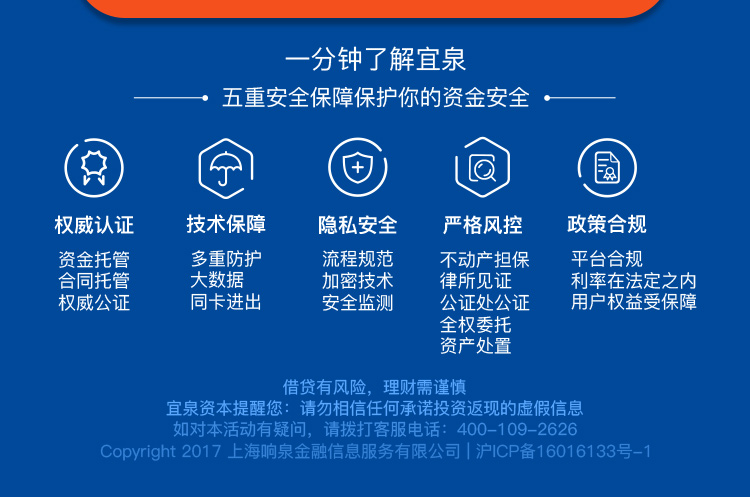 一分钟了解宜泉
五重安全保障保护你的资金安全
权威认证
资金托管
合同托管
权威公证
技术保障
多重防护
大数据
同卡进出
隐私安全
流程规范
加密技术
安全监测
严格风控
不动产担保
律所见证
公证处公证
全权委托
资产处置
政策合规
平台合规
利率在法定之内
用户权益受保障
借贷有风险，理财需谨慎
宜泉资本提醒您：请勿相信任何承诺投资返现的虚假信息
如对本活动有疑问，请拨打客服电话：400-109-2626
Copyright 2017 上海响泉金融信息服务有限公司 | 沪ICP备16016133号-1